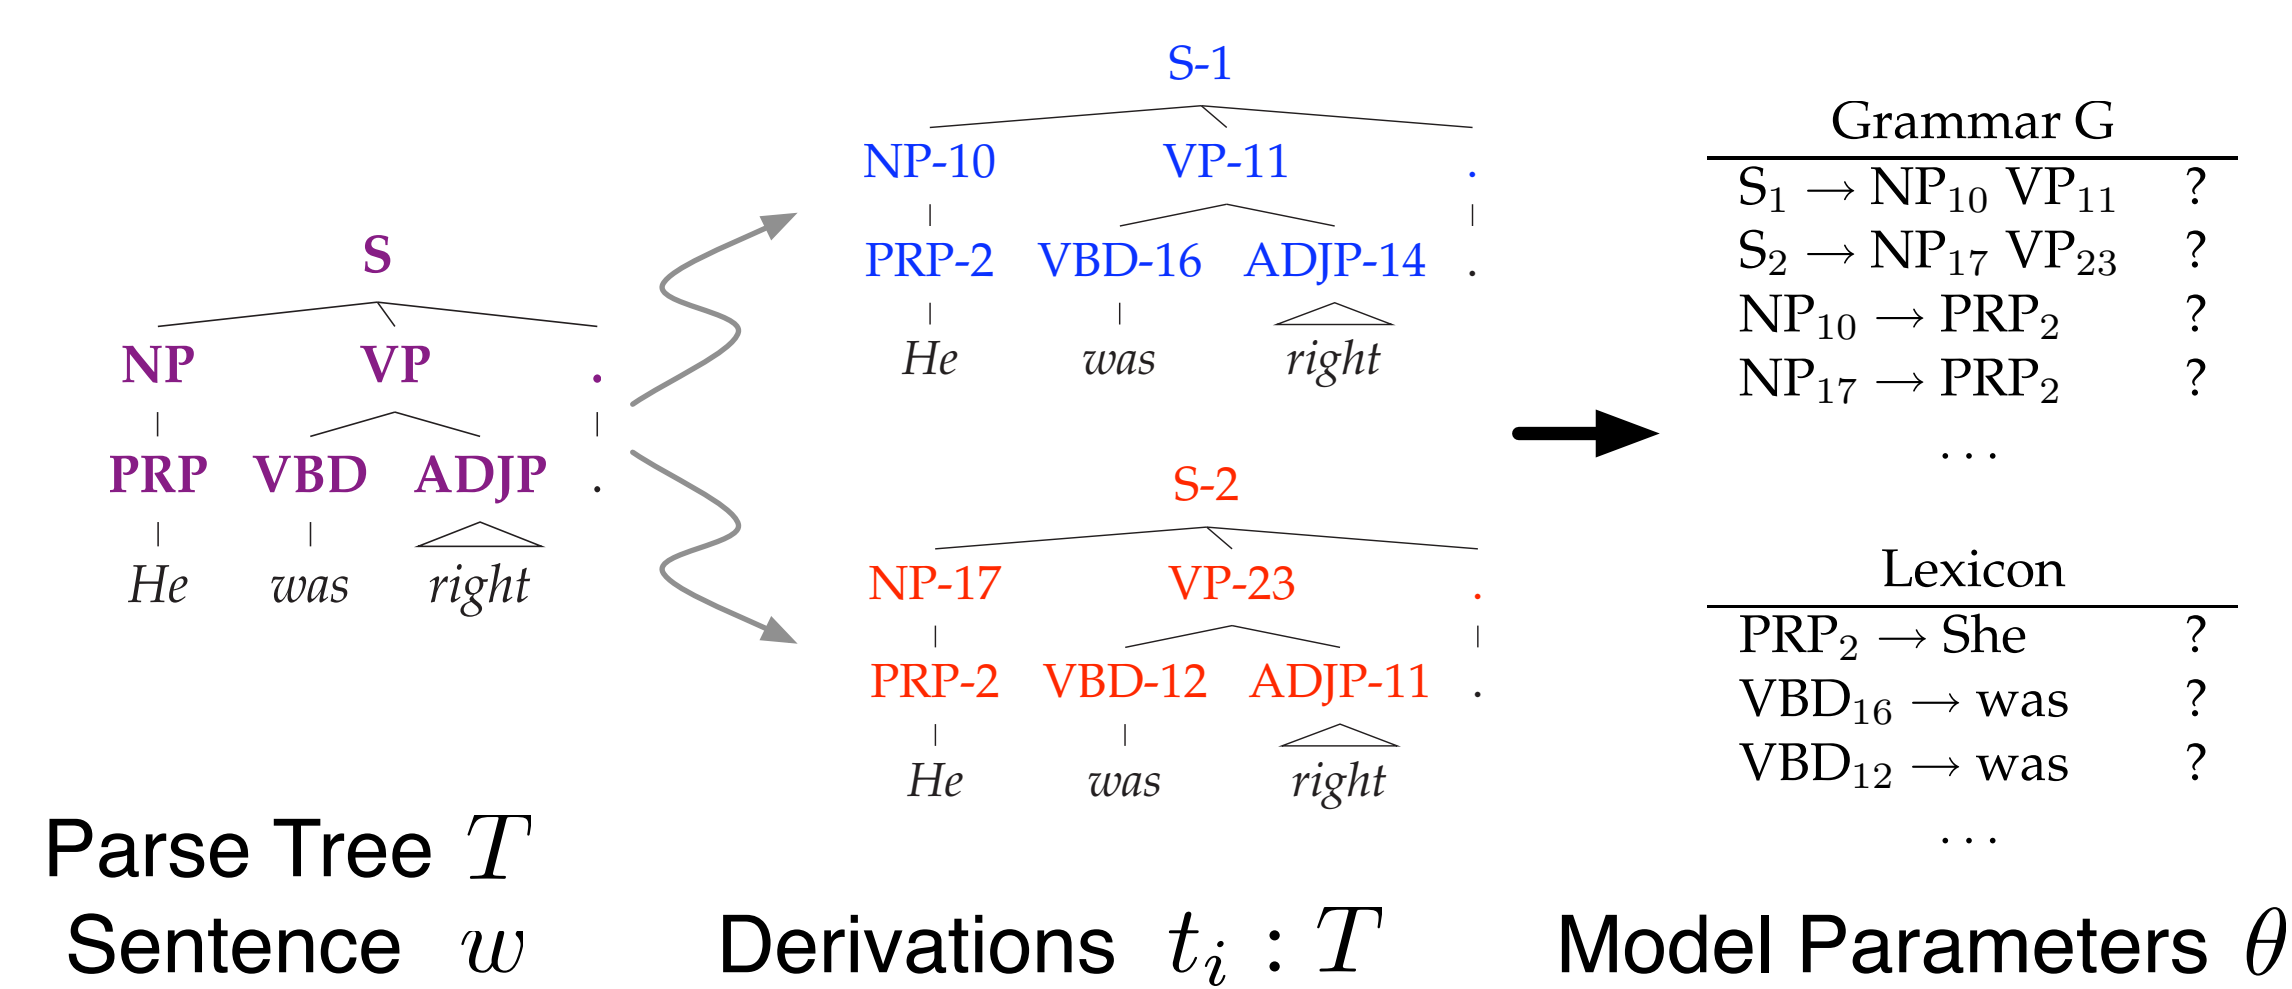 S
NP VP .
PRP VBD ADJP .
He was right
Parse Tree T
Sentence w
S-1
NP-10 VP-11 .
PRP-2 VBD-16 ADJP-14 .
He was right
S-2
NP-17 VP-23 .
PRP-2 VBD-12 ADJP-11 .
He was right
Derivations t_i : T
Grammar G
S₁ → NP₁₀ VP₁₁ ?
S₂ → NP₁₇ VP₂₃ ?
NP₁₀ → PRP₂ ?
NP₁₇ → PRP₂ ?
...
Lexicon
PRP₂ → She ?
VBD₁₆ → was ?
VBD₁₂ → was ?
...
Model Parameters θ